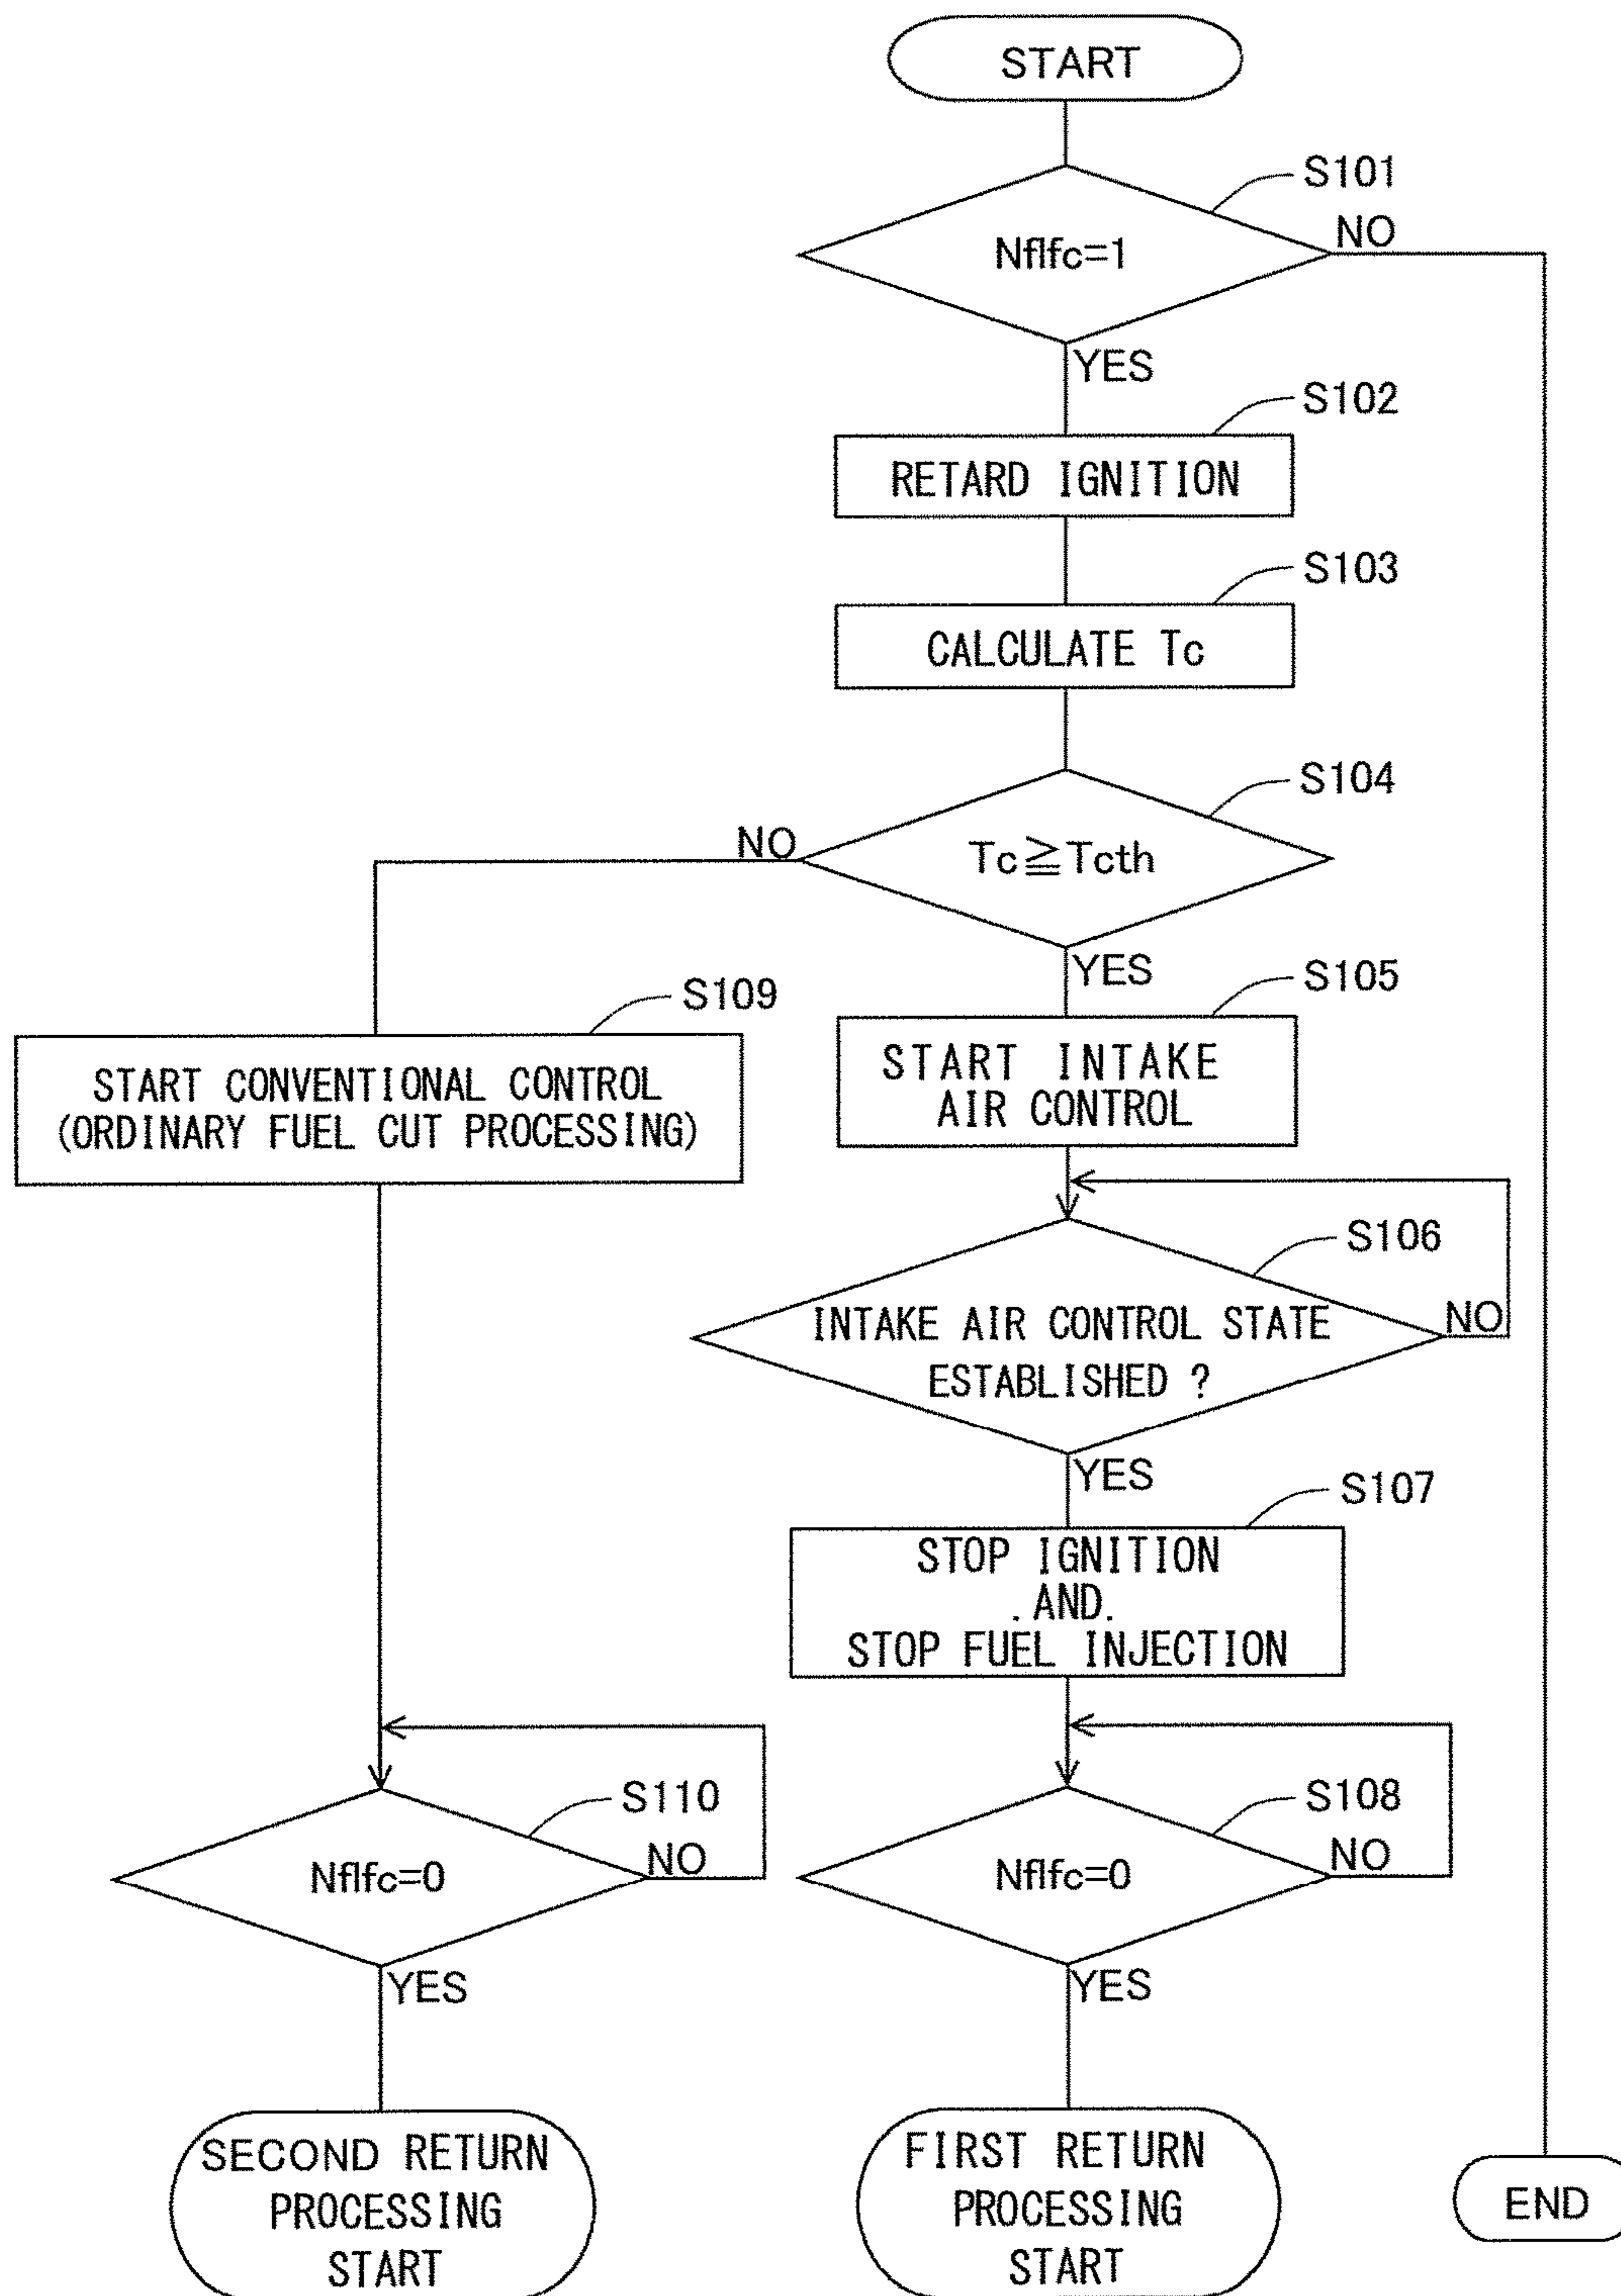 START
S101
Nflfc=1
NO
YES
S102
RETARD IGNITION
S103
CALCULATE Tc
S104
NO
Tc≧Tcth
YES
S105
START INTAKE
AIR CONTROL
S109
START CONVENTIONAL CONTROL
(ORDINARY FUEL CUT PROCESSING)
S106
INTAKE AIR CONTROL STATE
ESTABLISHED ?
NO
YES
S107
STOP IGNITION
.AND.
STOP FUEL INJECTION
S110
Nflfc=0
NO
YES
S108
Nflfc=0
NO
YES
SECOND RETURN
PROCESSING
START
FIRST RETURN
PROCESSING
START
END